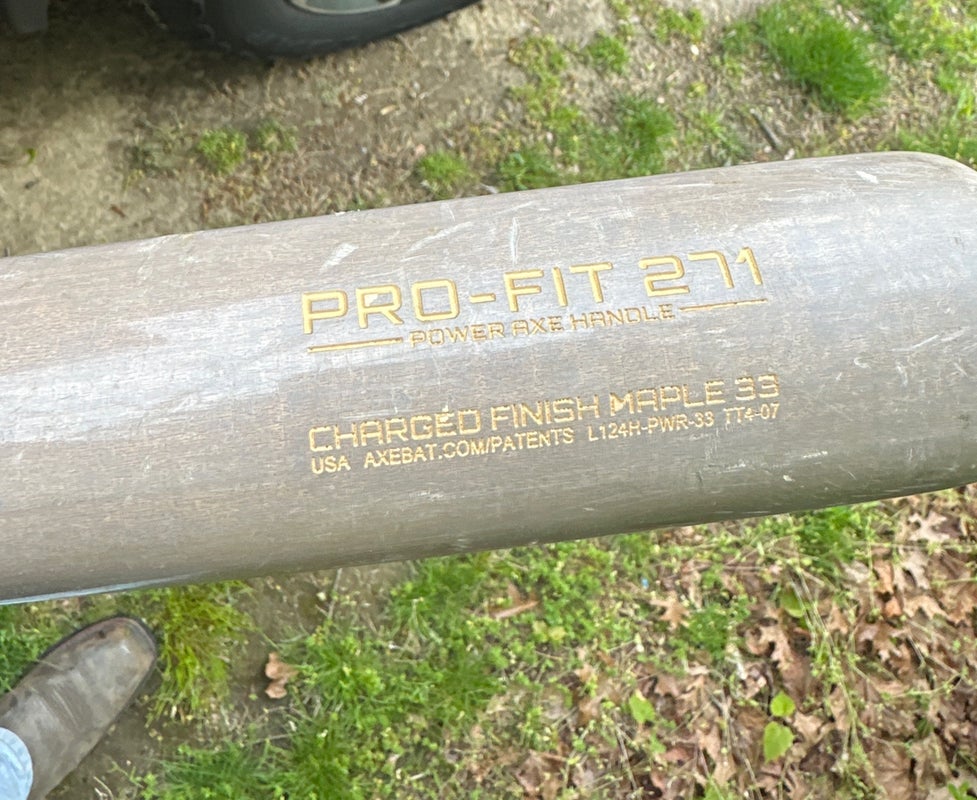 PRO-FIT 271
POWER AXE HANDLE
CHARGED FINISH MAPLE 33
USA AXEBAT.COM/PATENTS L124H-PWR-33 TT4-07